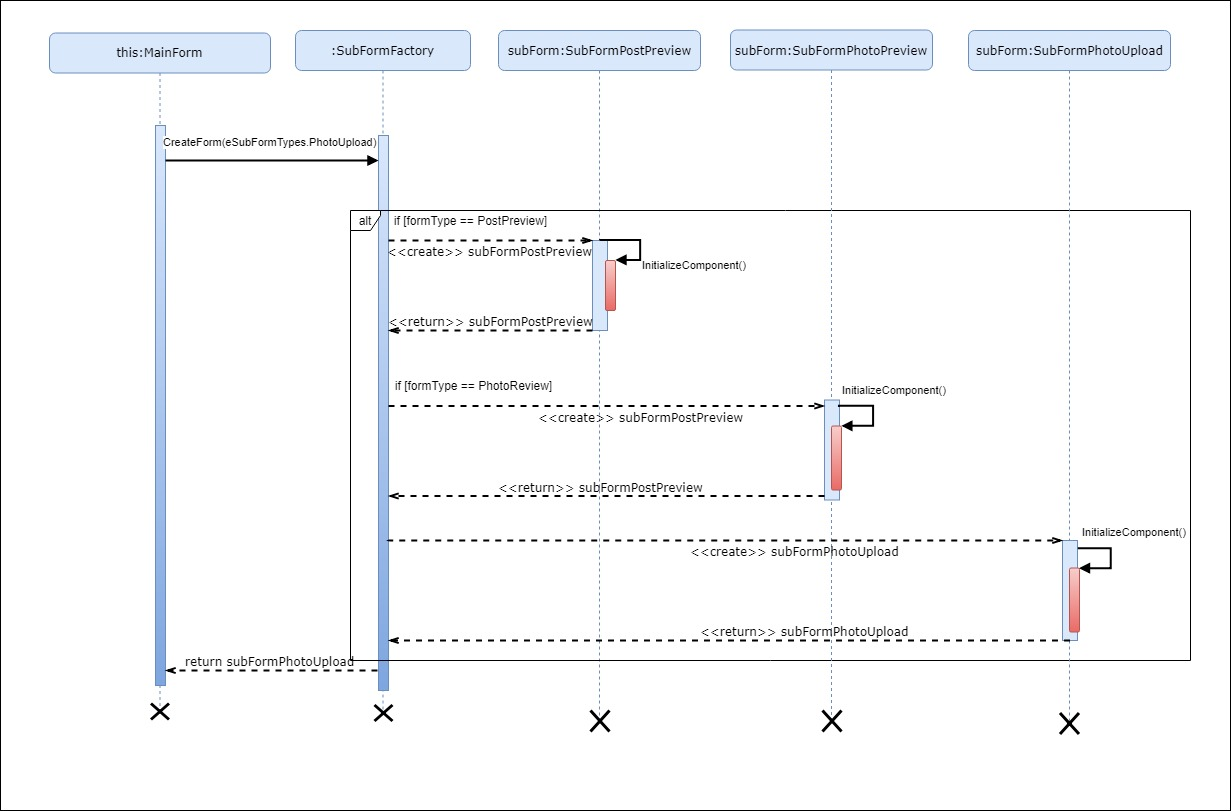 this:MainForm
:SubFormFactory
subForm:SubFormPostPreview
subForm:SubFormPhotoPreview
subForm:SubFormPhotoUpload
CreateForm(eSubFormTypes.PhotoUpload)
alt
if [formType == PostPreview]
<<create>> subFormPostPreview
InitializeComponent()
<<return>> subFormPostPreview
if [formType == PhotoReview]
InitializeComponent()
<<create>> subFormPostPreview
<<return>> subFormPostPreview
InitializeComponent()
<<create>> subFormPhotoUpload
<<return>> subFormPhotoUpload
return subFormPhotoUpload